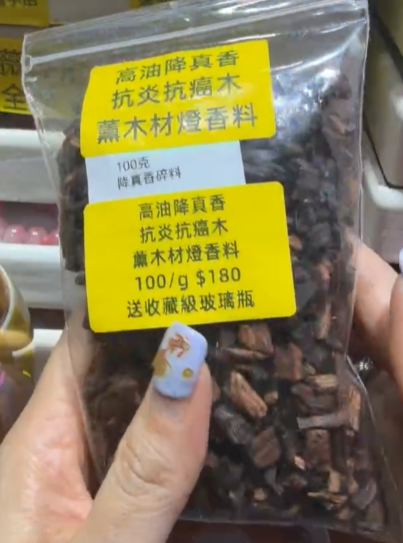 高油降真香
抗炎抗癌木
薰木材燈香料
100克
降真香碎料
高油降真香
抗炎抗癌木
薰木材燈香料
100/g $180
送收藏級玻璃瓶